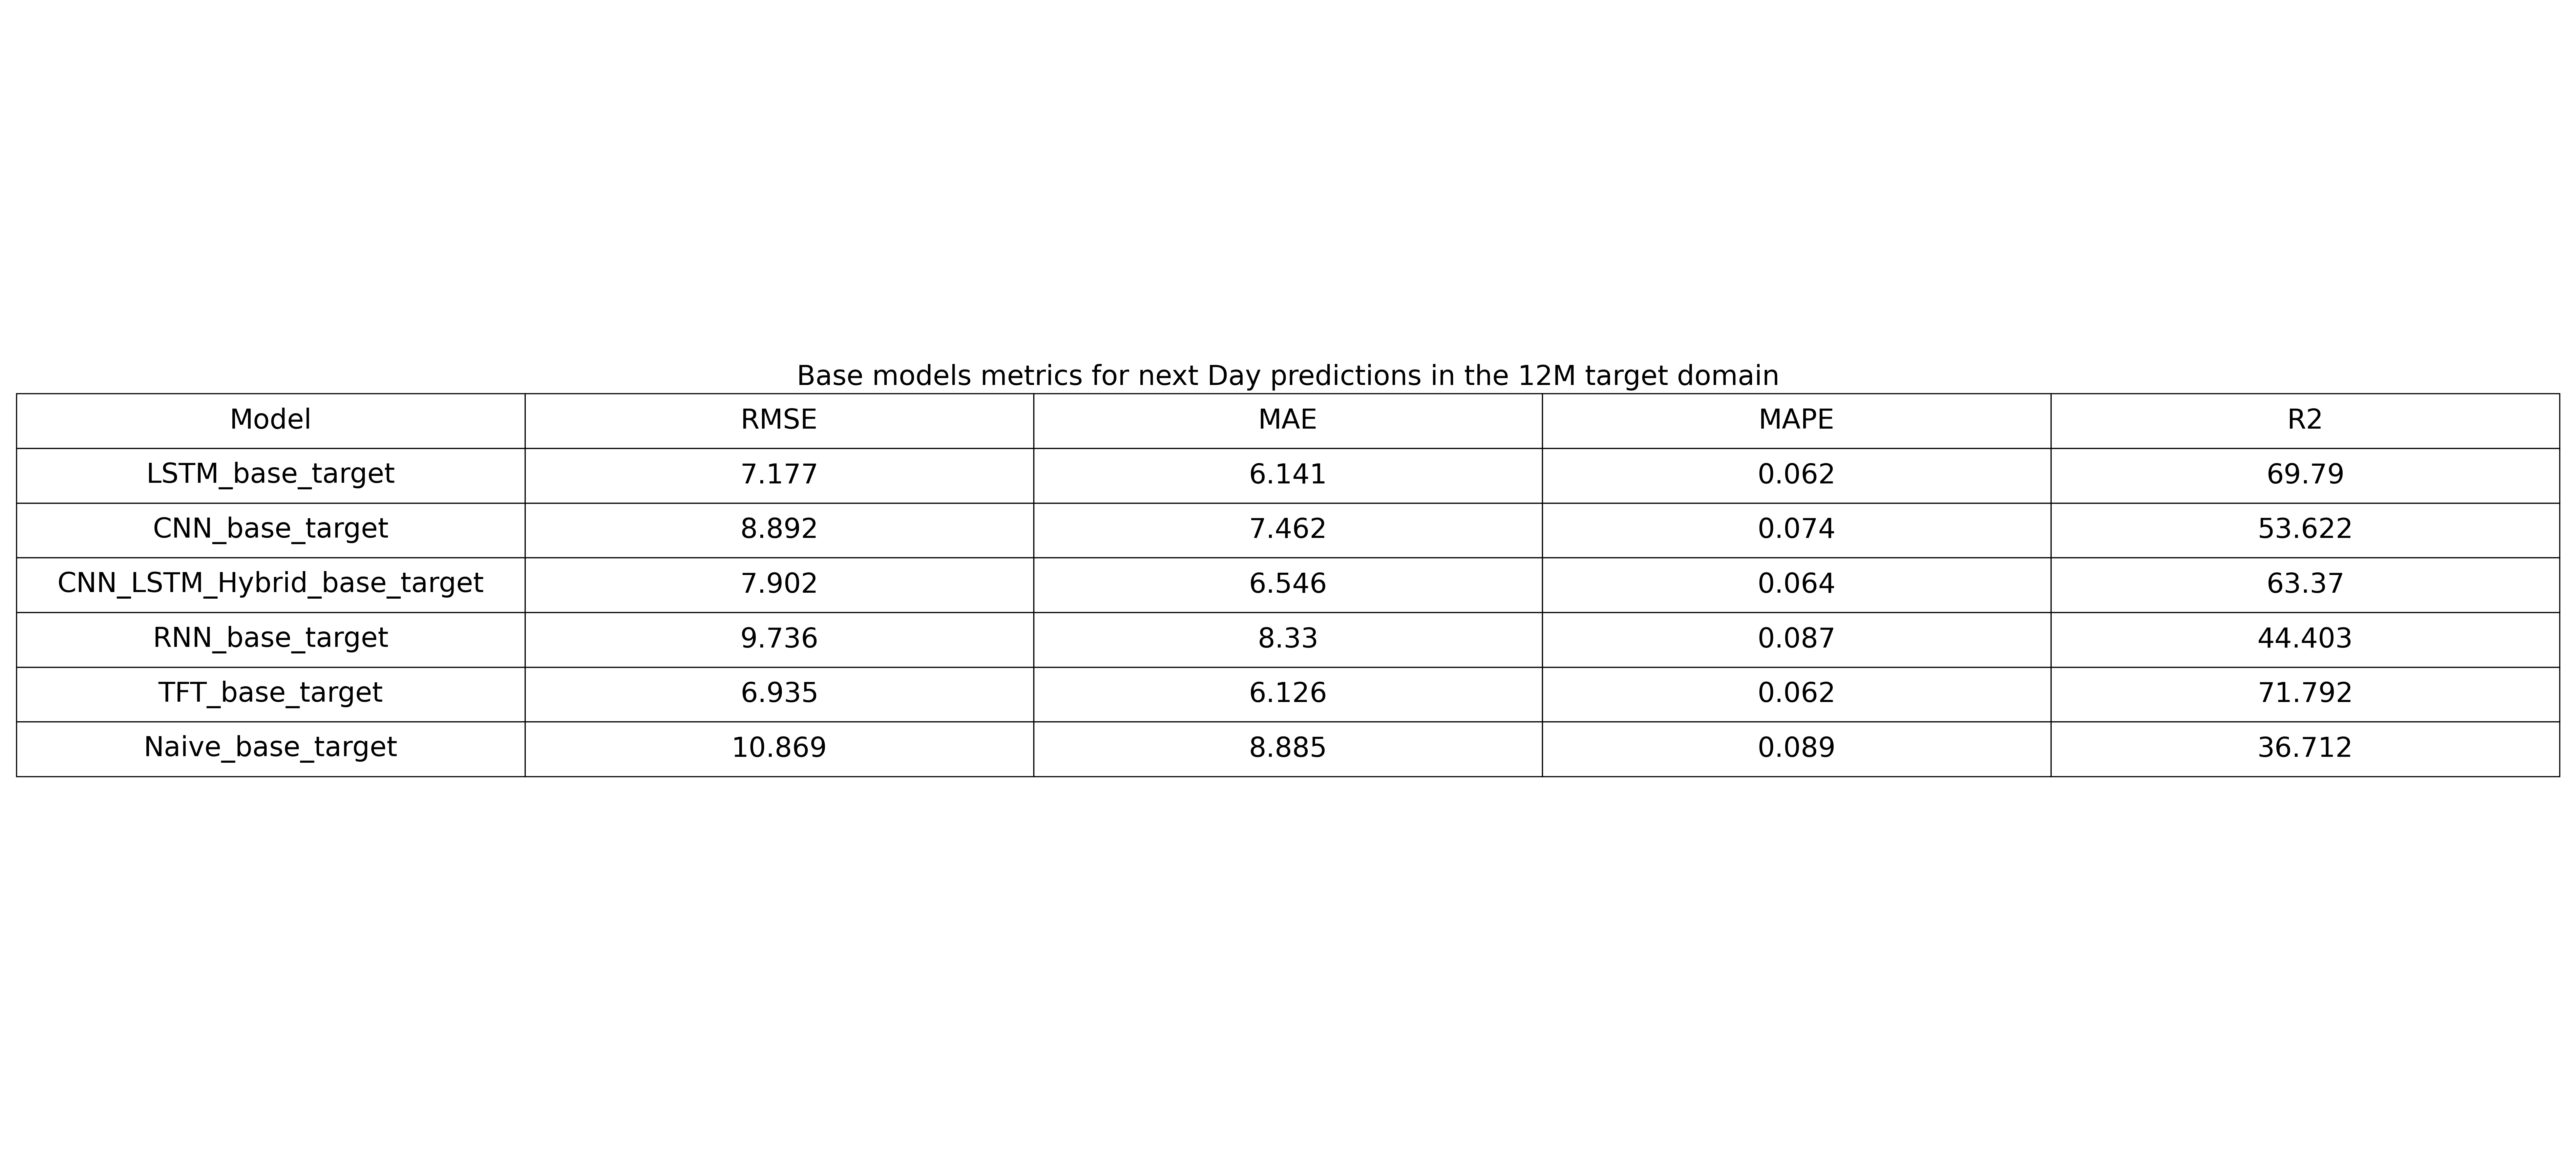 Base models metrics for next Day predictions in the 12M target domain
Model RMSE MAE MAPE R2
LSTM_base_target 7.177 6.141 0.062 69.79
CNN_base_target 8.892 7.462 0.074 53.622
CNN_LSTM_Hybrid_base_target 7.902 6.546 0.064 63.37
RNN_base_target 9.736 8.33 0.087 44.403
TFT_base_target 6.935 6.126 0.062 71.792
Naive_base_target 10.869 8.885 0.089 36.712